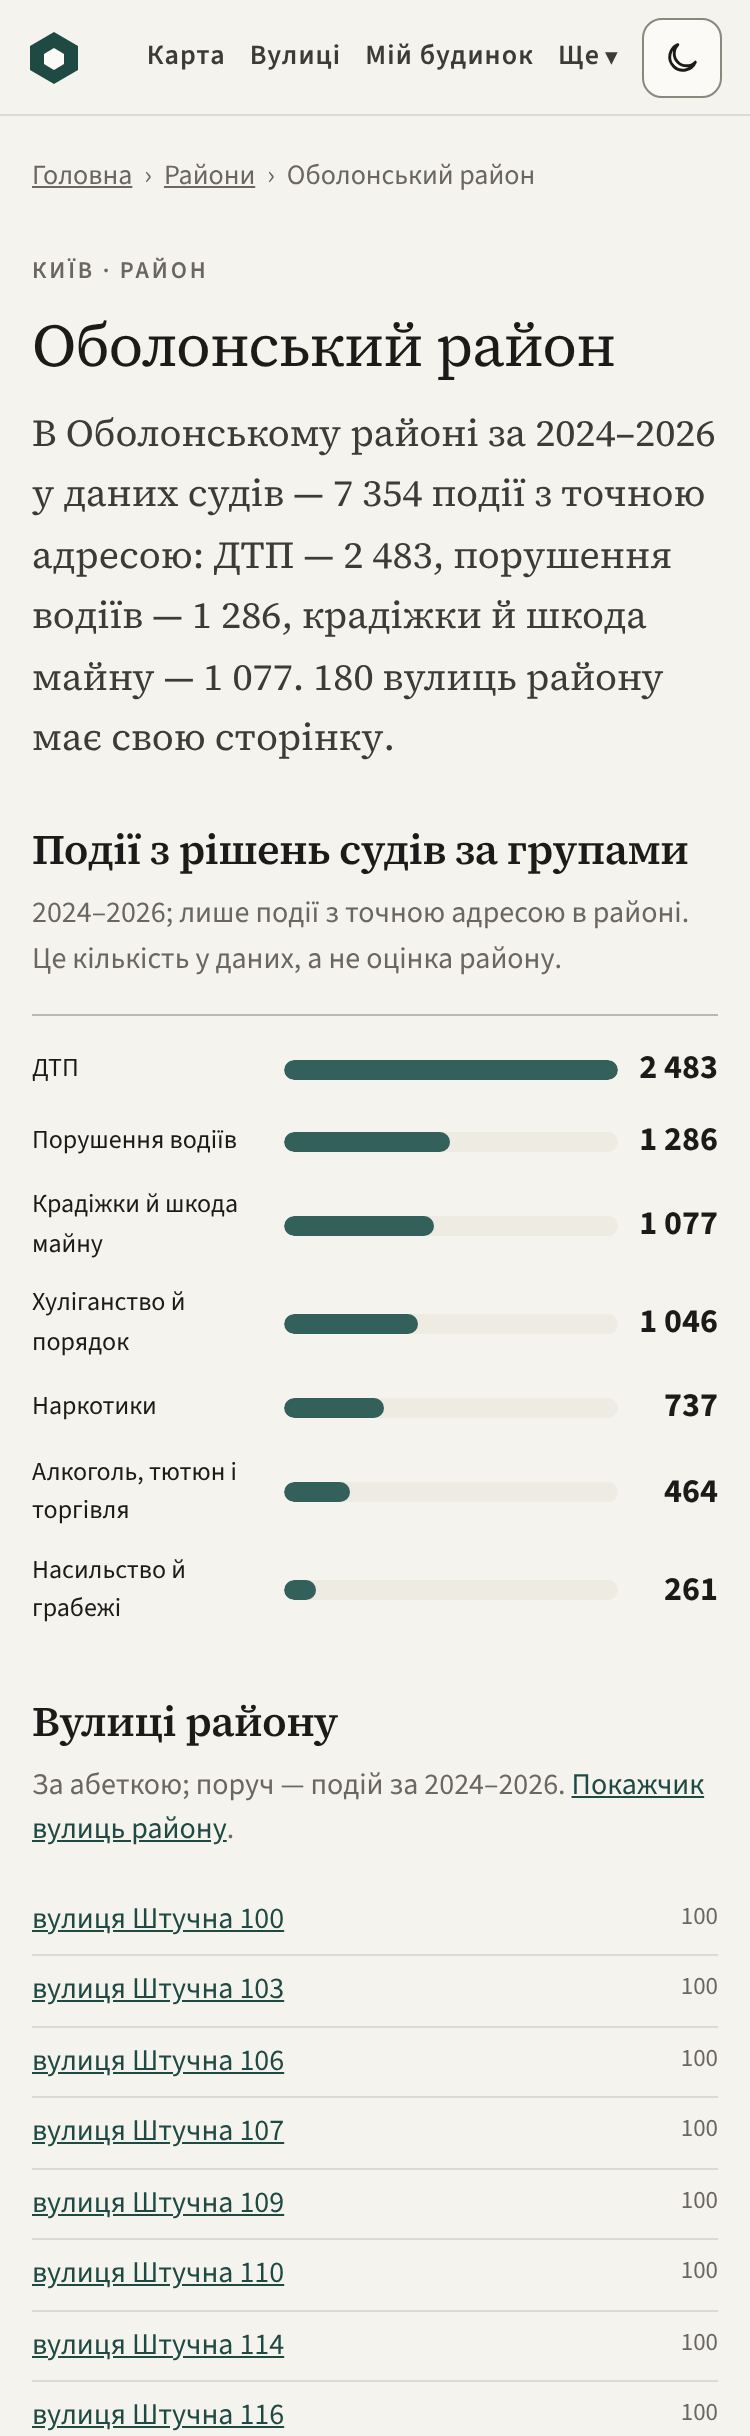 Карта Вулиці Мій будинок Ще ▾
Головна › Райони › Оболонський район
КИЇВ · РАЙОН
Оболонський район
В Оболонському районі за 2024–2026
у даних судів — 7 354 події з точною
адресою: ДТП — 2 483, порушення
водіїв — 1 286, крадіжки й шкода
майну — 1 077. 180 вулиць району
має свою сторінку.
Події з рішень судів за групами
2024–2026; лише події з точною адресою в районі.
Це кількість у даних, а не оцінка району.
ДТП 2 483
Порушення водіїв 1 286
Крадіжки й шкода
майну 1 077
Хуліганство й
порядок 1 046
Наркотики 737
Алкоголь, тютюн і
торгівля 464
Насильство й
грабежі 261
Вулиці району
За абеткою; поруч — подій за 2024–2026. Покажчик
вулиць району.
вулиця Штучна 100 100
вулиця Штучна 103 100
вулиця Штучна 106 100
вулиця Штучна 107 100
вулиця Штучна 109 100
вулиця Штучна 110 100
вулиця Штучна 114 100
вулиця Штучна 116 100